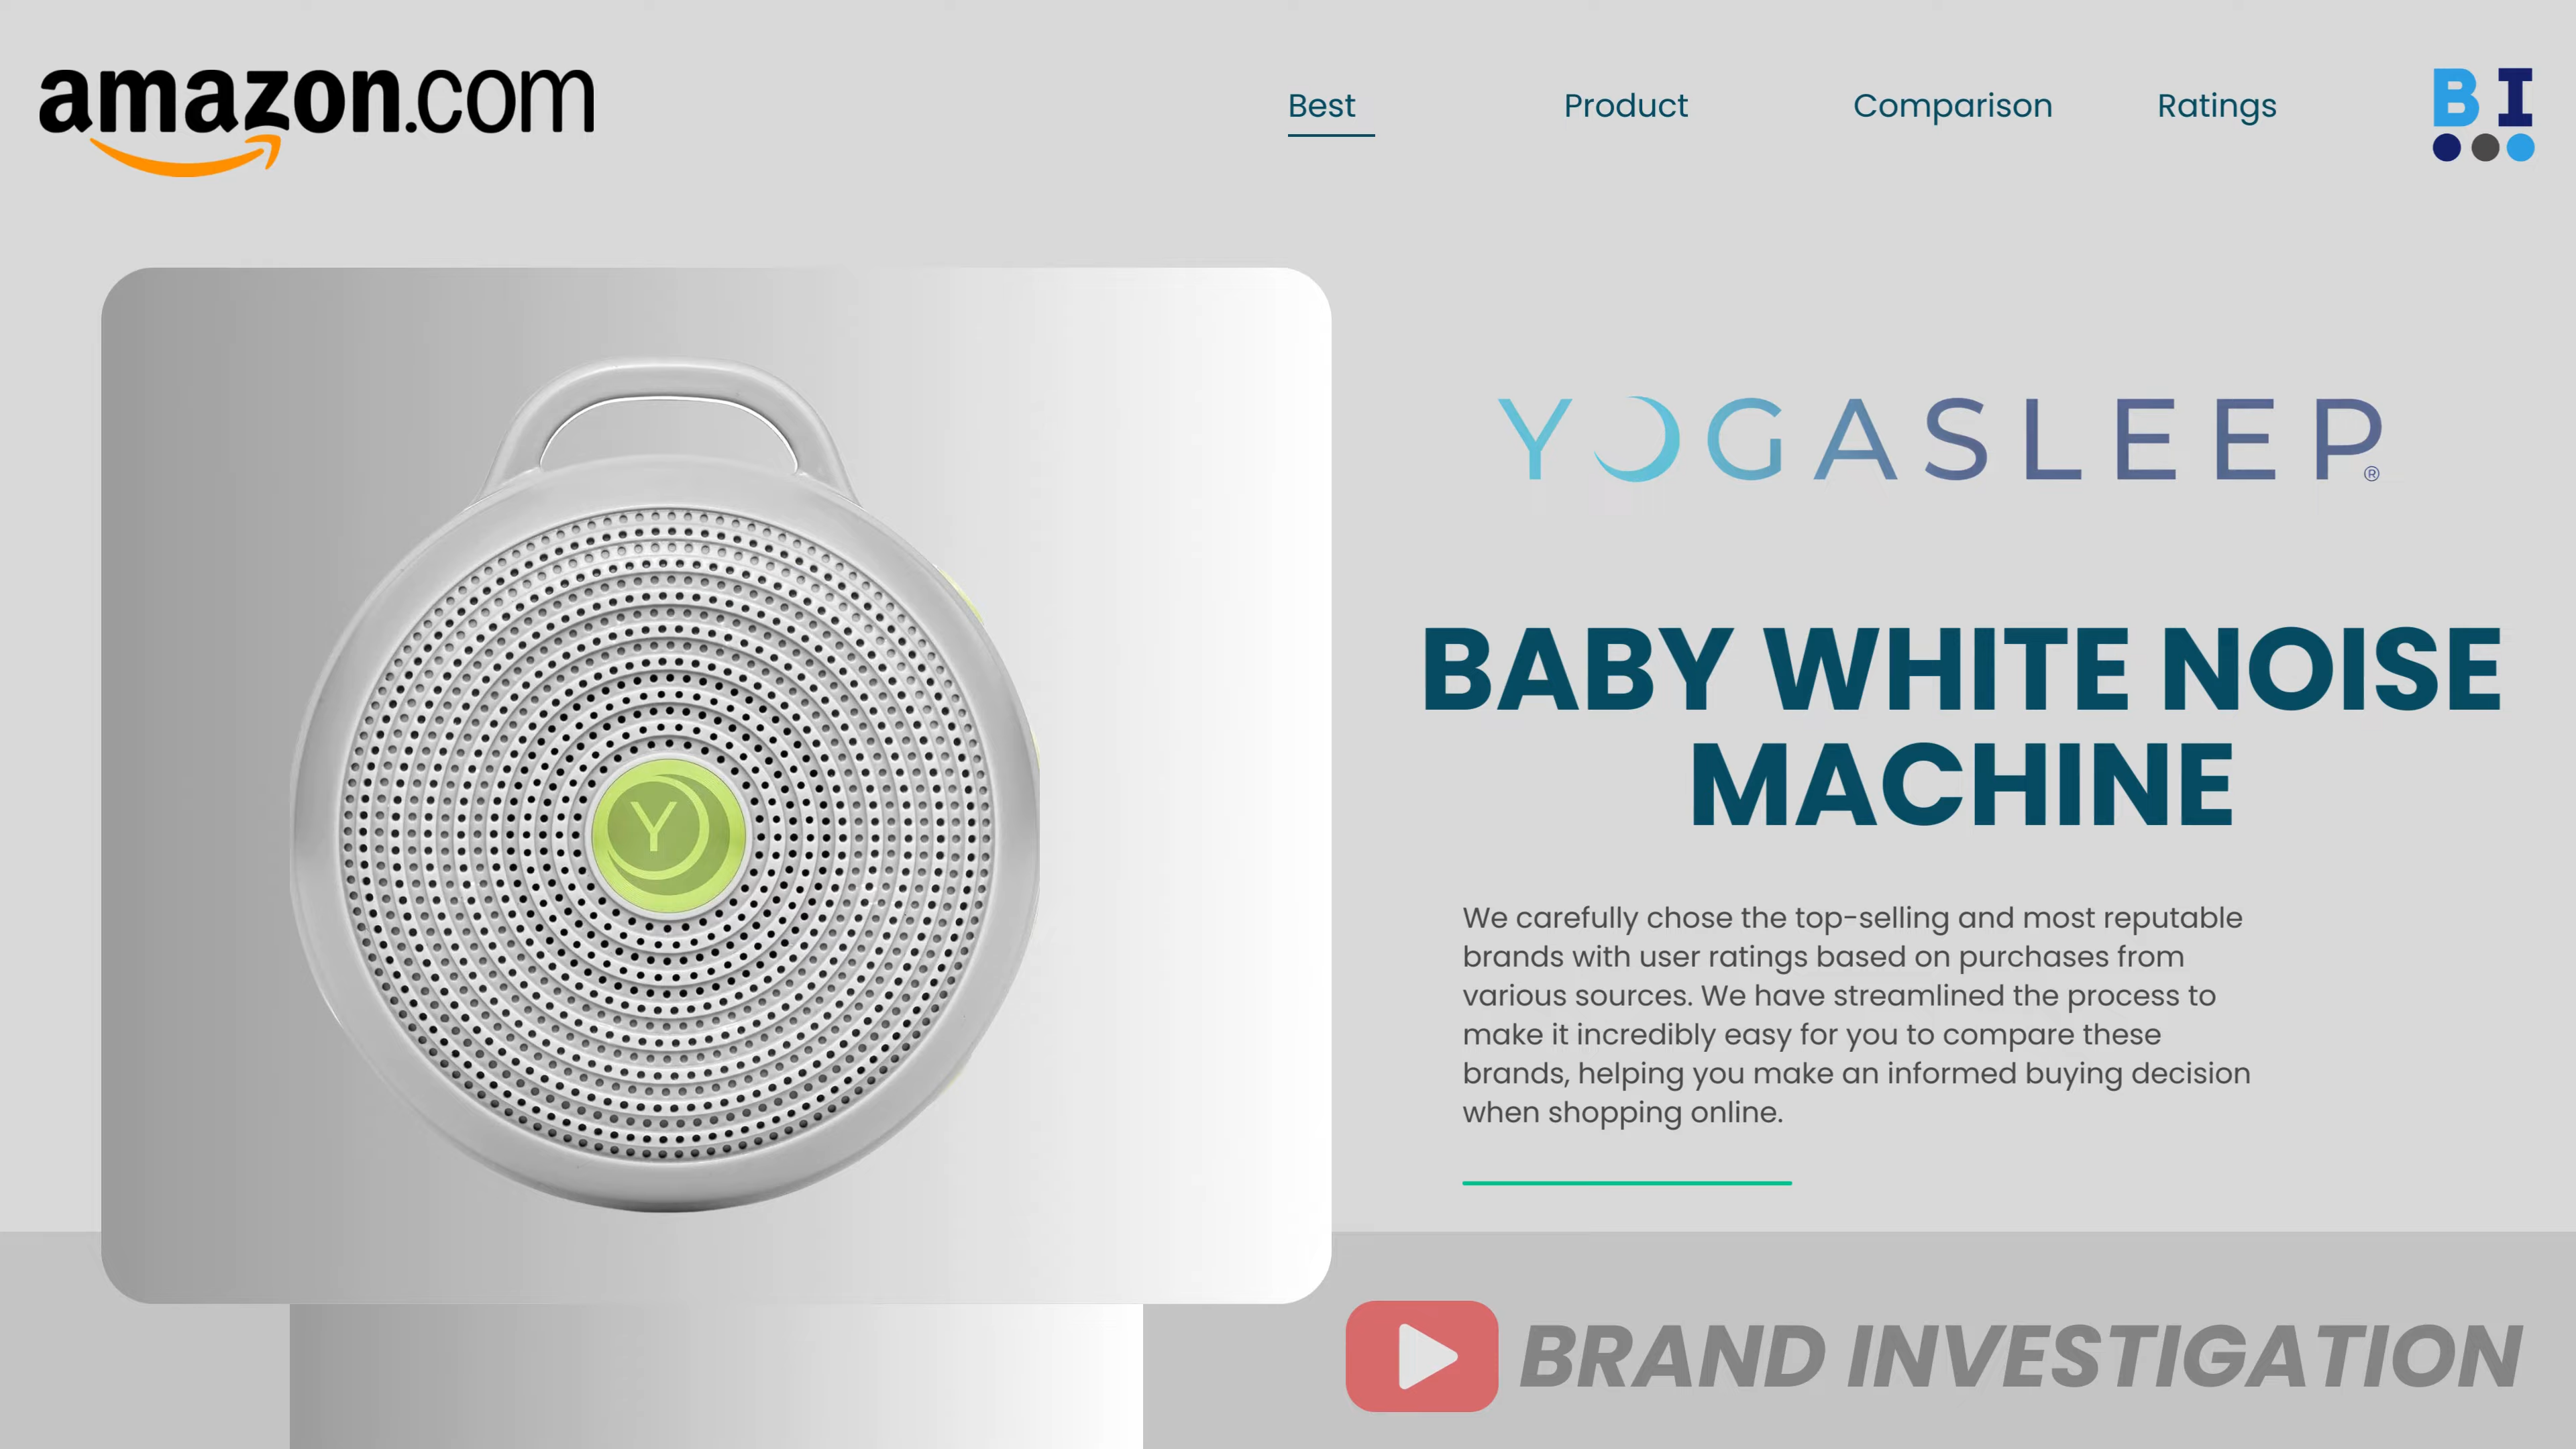 amazon.com
Best Product Comparison Ratings
B I
YOGASLEEP®
BABY WHITE NOISE
MACHINE
Y
We carefully chose the top-selling and most reputable
brands with user ratings based on purchases from
various sources. We have streamlined the process to
make it incredibly easy for you to compare these
brands, helping you make an informed buying decision
when shopping online.
BRAND INVESTIGATION